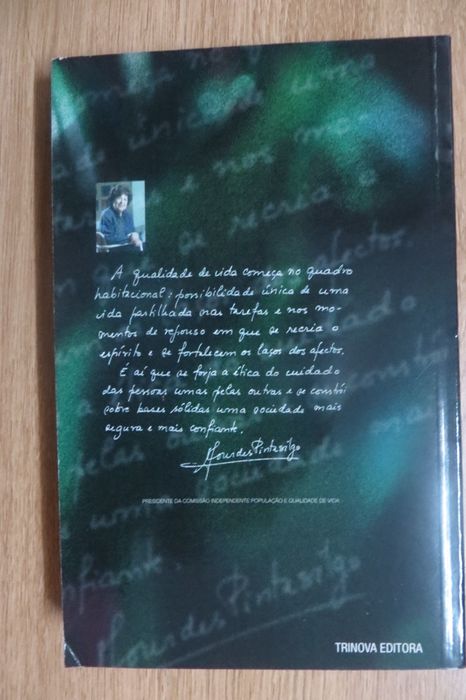 A qualidade de vida começa no quadro
habitacional: possibilidade única de uma
vida partilhada nas tarefas e nos mo-
mentos de repouso em que se recria o
espírito e se fortalecem os laços dos afectos.
É aí que se forja a ética do cuidado
das pessoas umas pelas outras e se constrói
sobre bases sólidas uma sociedade mais
segura e mais confiante.
Lourdes Pintasilgo
PRESIDENTE DA COMISSÃO INDEPENDENTE POPULAÇÃO E QUALIDADE DE VIDA
TRINOVA EDITORA